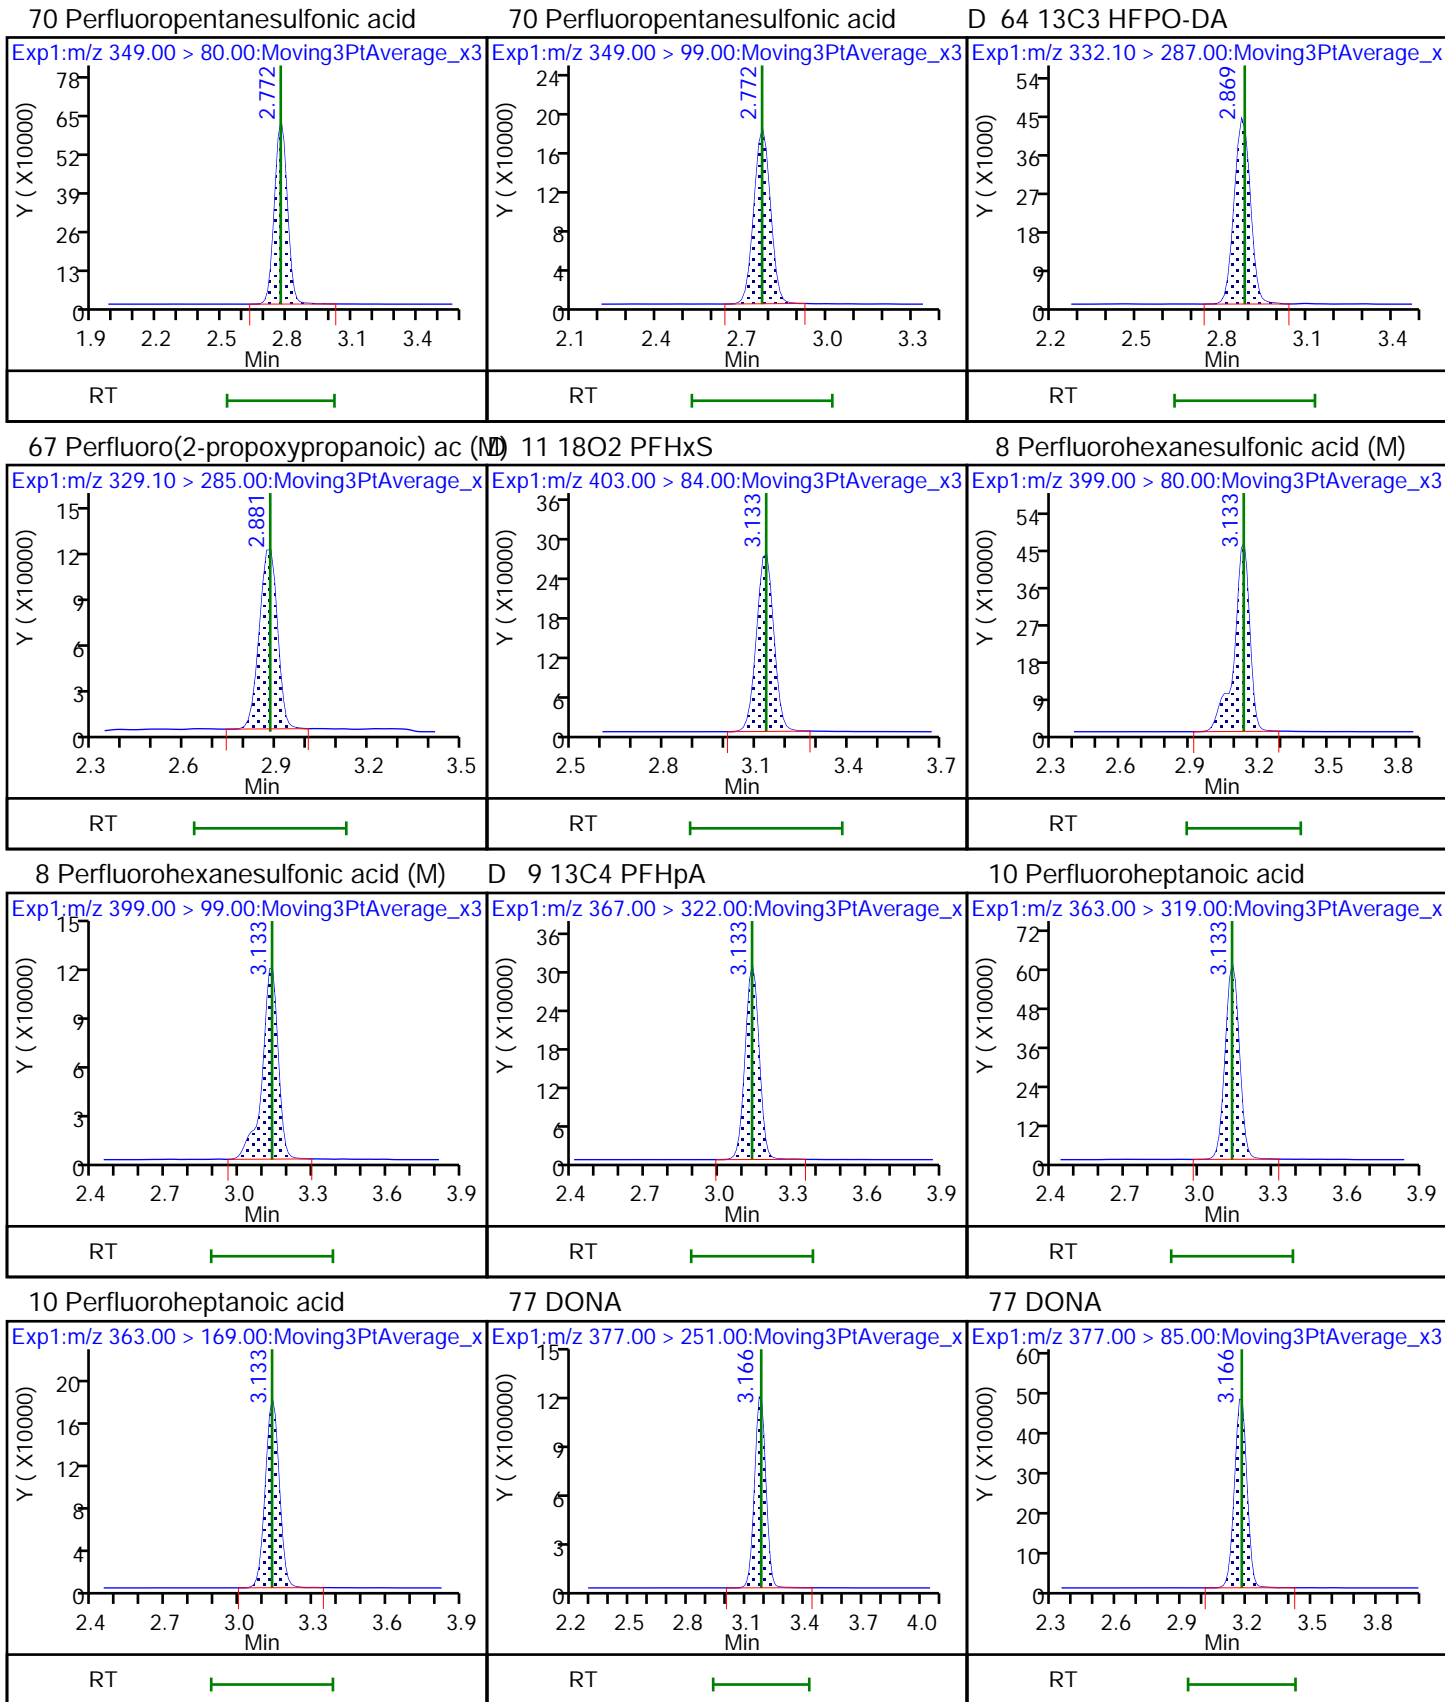 70 Perfluoropentanesulfonic acid
Exp1:m/z 349.00 > 80.00:Moving3PtAverage_x3
2.772
Y ( X10000)
78
65
52
39
26
13
0
1.9 2.2 2.5 2.8 3.1 3.4
Min
RT
70 Perfluoropentanesulfonic acid
Exp1:m/z 349.00 > 99.00:Moving3PtAverage_x3
2.772
Y ( X10000)
24
20
16
12
8
4
0
2.1 2.4 2.7 3.0 3.3
Min
RT
D 64 13C3 HFPO-DA
Exp1:m/z 332.10 > 287.00:Moving3PtAverage_x
2.869
Y ( X1000)
54
45
36
27
18
9
0
2.2 2.5 2.8 3.1 3.4
Min
RT
67 Perfluoro(2-propoxypropanoic) ac (M)
Exp1:m/z 329.10 > 285.00:Moving3PtAverage_x
2.881
Y ( X10000)
15
12
9
6
3
0
2.3 2.6 2.9 3.2 3.5
Min
RT
D 11 18O2 PFHxS
Exp1:m/z 403.00 > 84.00:Moving3PtAverage_x3
3.133
Y ( X10000)
36
30
24
18
12
6
0
2.5 2.8 3.1 3.4 3.7
Min
RT
8 Perfluorohexanesulfonic acid (M)
Exp1:m/z 399.00 > 80.00:Moving3PtAverage_x3
3.133
Y ( X10000)
54
45
36
27
18
9
0
2.3 2.6 2.9 3.2 3.5 3.8
Min
RT
8 Perfluorohexanesulfonic acid (M)
Exp1:m/z 399.00 > 99.00:Moving3PtAverage_x3
3.133
Y ( X10000)
15
12
9
6
3
0
2.4 2.7 3.0 3.3 3.6 3.9
Min
RT
D 9 13C4 PFHpA
Exp1:m/z 367.00 > 322.00:Moving3PtAverage_x
3.133
Y ( X10000)
36
30
24
18
12
6
0
2.4 2.7 3.0 3.3 3.6 3.9
Min
RT
10 Perfluoroheptanoic acid
Exp1:m/z 363.00 > 319.00:Moving3PtAverage_x
3.133
Y ( X10000)
72
60
48
36
24
12
0
2.4 2.7 3.0 3.3 3.6 3.9
Min
RT
10 Perfluoroheptanoic acid
Exp1:m/z 363.00 > 169.00:Moving3PtAverage_x
3.133
Y ( X10000)
20
16
12
8
4
0
2.4 2.7 3.0 3.3 3.6 3.9
Min
RT
77 DONA
Exp1:m/z 377.00 > 251.00:Moving3PtAverage_x
3.166
Y ( X100000)
15
12
9
6
3
0
2.2 2.5 2.8 3.1 3.4 3.7 4.0
Min
RT
77 DONA
Exp1:m/z 377.00 > 85.00:Moving3PtAverage_x3
3.166
Y ( X10000)
60
50
40
30
20
10
0
2.3 2.6 2.9 3.2 3.5 3.8
Min
RT